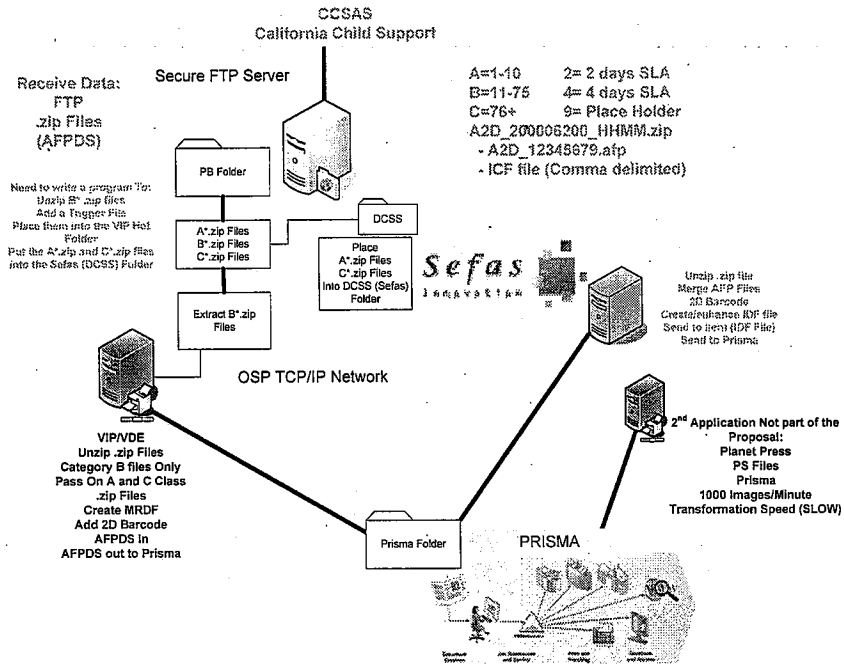 CCSAS
California Child Support
Receive Data:
FTP
.zip Files
(AFPDS)
Secure FTP Server
A=1-10 2= 2 days SLA
B=11-75 4= 4 days SLA
C=76+ 9= Place Holder
A2D_200006200_HHMM.zip
- A2D_12345679.afp
- ICF file (Comma delimited)
Need to write a program To:
Unzip B* .zip files
Add a Trigger File
Place them into the VIP Hot
Folder
Put the A*.zip and C*.zip files
into the Sefas (DCSS) Folder
PB Folder
A*.zip Files
B*.zip Files
C*.zip Files
DCSS
Place
A*.zip Files
C*.zip Files
Into DCSS (Sefas)
Folder
Extract B*.zip
Files
Sefas
Innovation
Unzip .zip file
Merge AFP Files
2D Barcode
Create/enhance IDF file
Send to Item (IDF File)
Send to Prisma
OSP TCP/IP Network
VIP/VDE
Unzip .zip Files
Category B files Only
Pass On A and C Class
.zip Files
Create MRDF
Add 2D Barcode
AFPDS in
AFPDS out to Prisma
2nd Application Not part of the
Proposal:
Planet Press
PS Files
Prisma
1000 Images/Minute
Transformation Speed (SLOW)
Prisma Folder
PRISMA